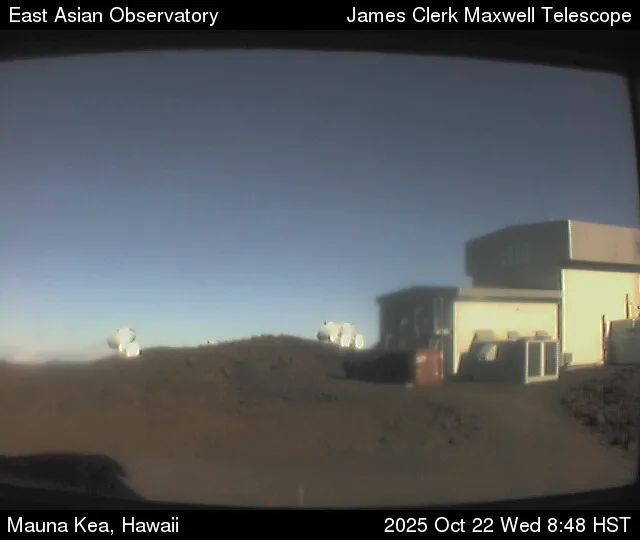 East Asian Observatory
James Clerk Maxwell Telescope
Mauna Kea, Hawaii
2025 Oct 22 Wed 8:48 HST